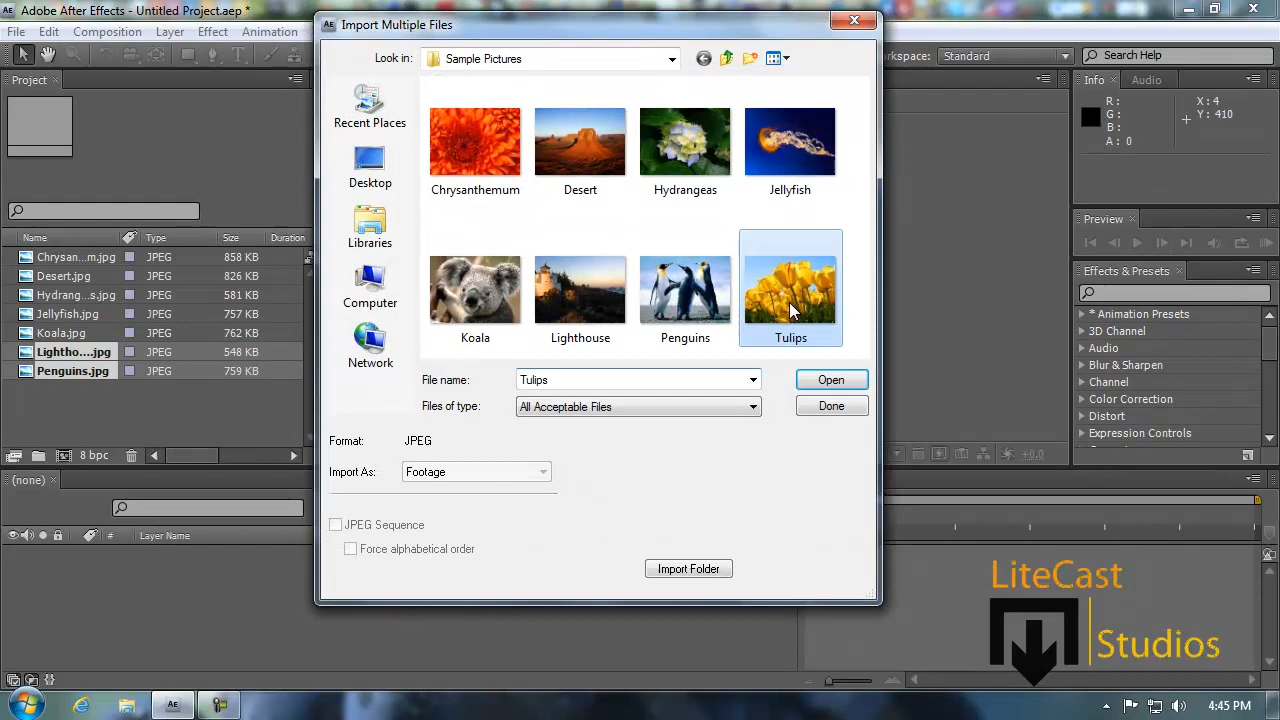 Adobe After Effects - Untitled Project.aep *
File Edit Composition Layer Effect Animation
Import Multiple Files
Look in: Sample Pictures
Recent Places
Desktop
Libraries
Computer
Network
Chrysanthemum Desert Hydrangeas Jellyfish
Koala Lighthouse Penguins Tulips
File name: Tulips Open
Files of type: All Acceptable Files Done
Format: JPEG
Import As: Footage
JPEG Sequence
Force alphabetical order
Import Folder
Project
Name Type Size Duration
Chrysan...m.jpg JPEG 858 KB
Desert.jpg JPEG 826 KB
Hydrang...s.jpg JPEG 581 KB
Jellyfish.jpg JPEG 757 KB
Koala.jpg JPEG 762 KB
Lightho....jpg JPEG 548 KB
Penguins.jpg JPEG 759 KB
8 bpc
(none)
# Layer Name
rkspace: Standard Search Help
Info Audio
R: X: 4
G: Y: 410
B:
A: 0
Preview
Effects & Presets
* Animation Presets
3D Channel
Audio
Blur & Sharpen
Channel
Color Correction
Distort
Expression Controls
+0.0
LiteCast
Studios
AE
4:45 PM